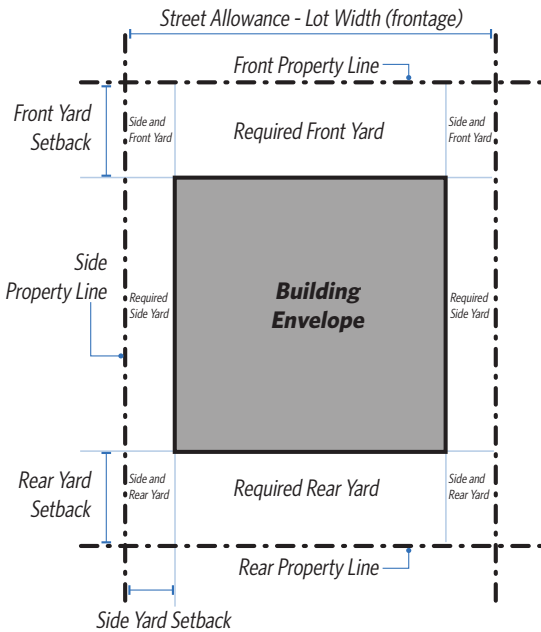 Street Allowance - Lot Width (frontage)
Front Property Line
Front Yard
Setback
Side and
Front Yard
Required Front Yard
Side and
Front Yard
Side
Property Line
Required
Side Yard
Building
Envelope
Required
Side Yard
Rear Yard
Setback
Side and
Rear Yard
Required Rear Yard
Side and
Rear Yard
Rear Property Line
Side Yard Setback